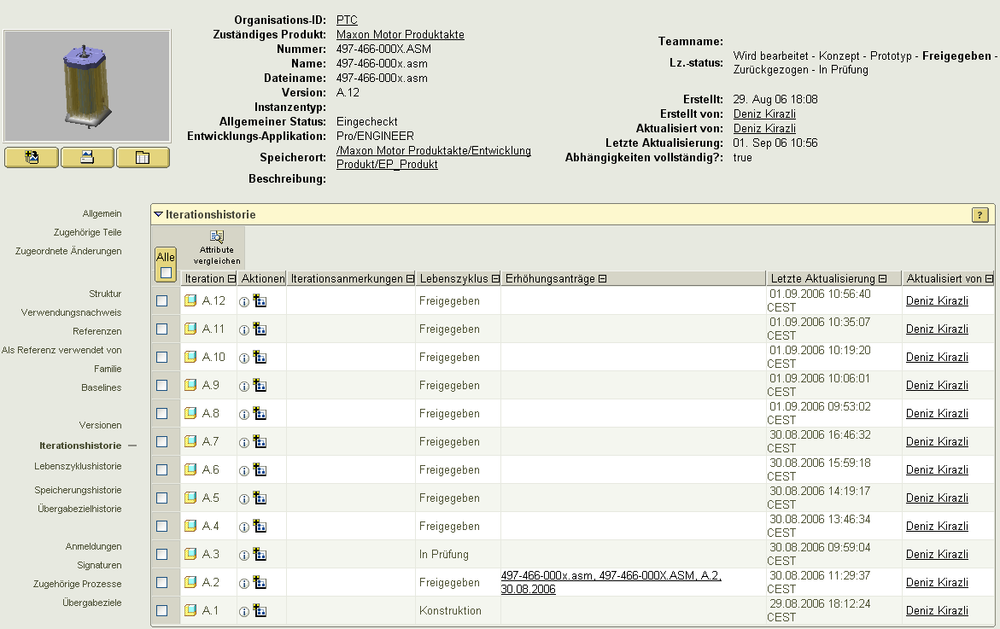 Organisations-ID: PTC
Zuständiges Produkt: Maxon Motor Produktakte
Nummer: 497-466-000X.ASM
Name: 497-466-000x.asm
Dateiname: 497-466-000x.asm
Version: A.12
Instanzentyp:
Allgemeiner Status: Eingecheckt
Entwicklungs-Applikation: Pro/ENGINEER
Speicherort: /Maxon Motor Produktakte/Entwicklung
Produkt/EP_Produkt
Beschreibung:
Teamname:
Lz.-status: Wird bearbeitet - Konzept - Prototyp - Freigegeben -
Zurückgezogen - In Prüfung
Erstellt: 29. Aug 06 18:08
Erstellt von: Deniz Kirazli
Aktualisiert von: Deniz Kirazli
Letzte Aktualisierung: 01. Sep 06 10:56
Abhängigkeiten vollständig?: true
Allgemein
Zugehörige Teile
Zugeordnete Änderungen
Struktur
Verwendungsnachweis
Referenzen
Als Referenz verwendet von
Familie
Baselines
Versionen
Iterationshistorie
Lebenszyklushistorie
Speicherungshistorie
Übergabezielhistorie
Anmeldungen
Signaturen
Zugehörige Prozesse
Übergabeziele
Iterationshistorie ?
Alle
Attribute
vergleichen
Iteration Aktionen Iterationsanmerkungen Lebenszyklus Erhöhungsanträge Letzte Aktualisierung Aktualisiert von
A.12 Freigegeben 01.09.2006 10:56:40 CEST Deniz Kirazli
A.11 Freigegeben 01.09.2006 10:35:07 CEST Deniz Kirazli
A.10 Freigegeben 01.09.2006 10:19:20 CEST Deniz Kirazli
A.9 Freigegeben 01.09.2006 10:06:01 CEST Deniz Kirazli
A.8 Freigegeben 01.09.2006 09:53:02 CEST Deniz Kirazli
A.7 Freigegeben 30.08.2006 16:46:32 CEST Deniz Kirazli
A.6 Freigegeben 30.08.2006 15:59:18 CEST Deniz Kirazli
A.5 Freigegeben 30.08.2006 14:19:17 CEST Deniz Kirazli
A.4 Freigegeben 30.08.2006 13:46:34 CEST Deniz Kirazli
A.3 In Prüfung 30.08.2006 09:59:04 CEST Deniz Kirazli
A.2 Freigegeben 497-466-000x.asm, 497-466-000X.ASM, A.2, 30.08.2006 30.08.2006 11:29:37 CEST Deniz Kirazli
A.1 Konstruktion 29.08.2006 18:12:24 CEST Deniz Kirazli